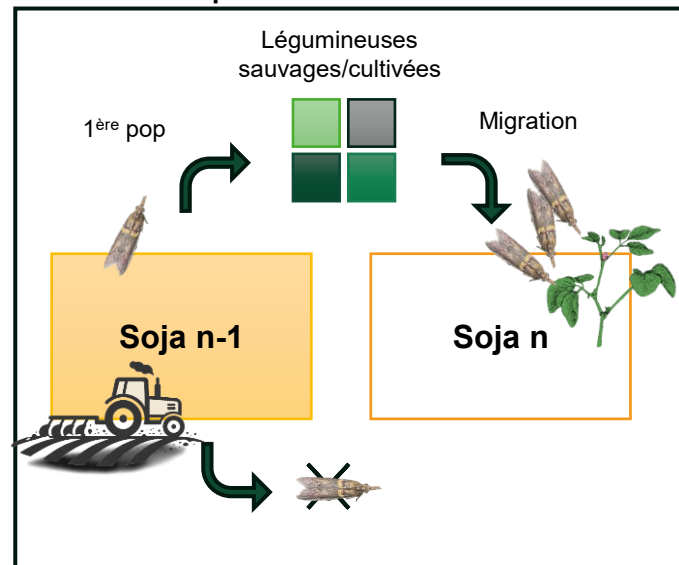 Légumineuses
sauvages/cultivées
1ère pop
Migration
Soja n-1
Soja n